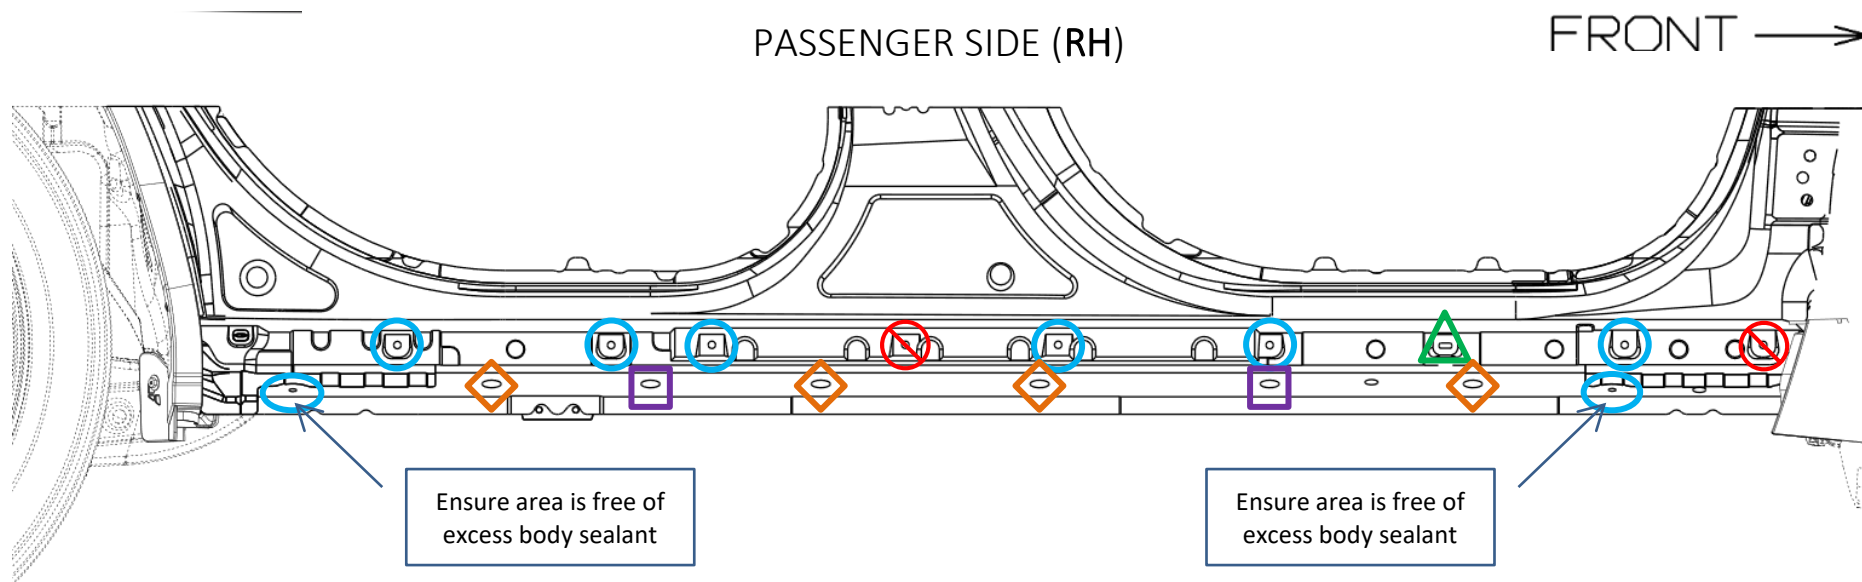 PASSENGER SIDE (RH)
FRONT
Ensure area is free of
excess body sealant
Ensure area is free of
excess body sealant